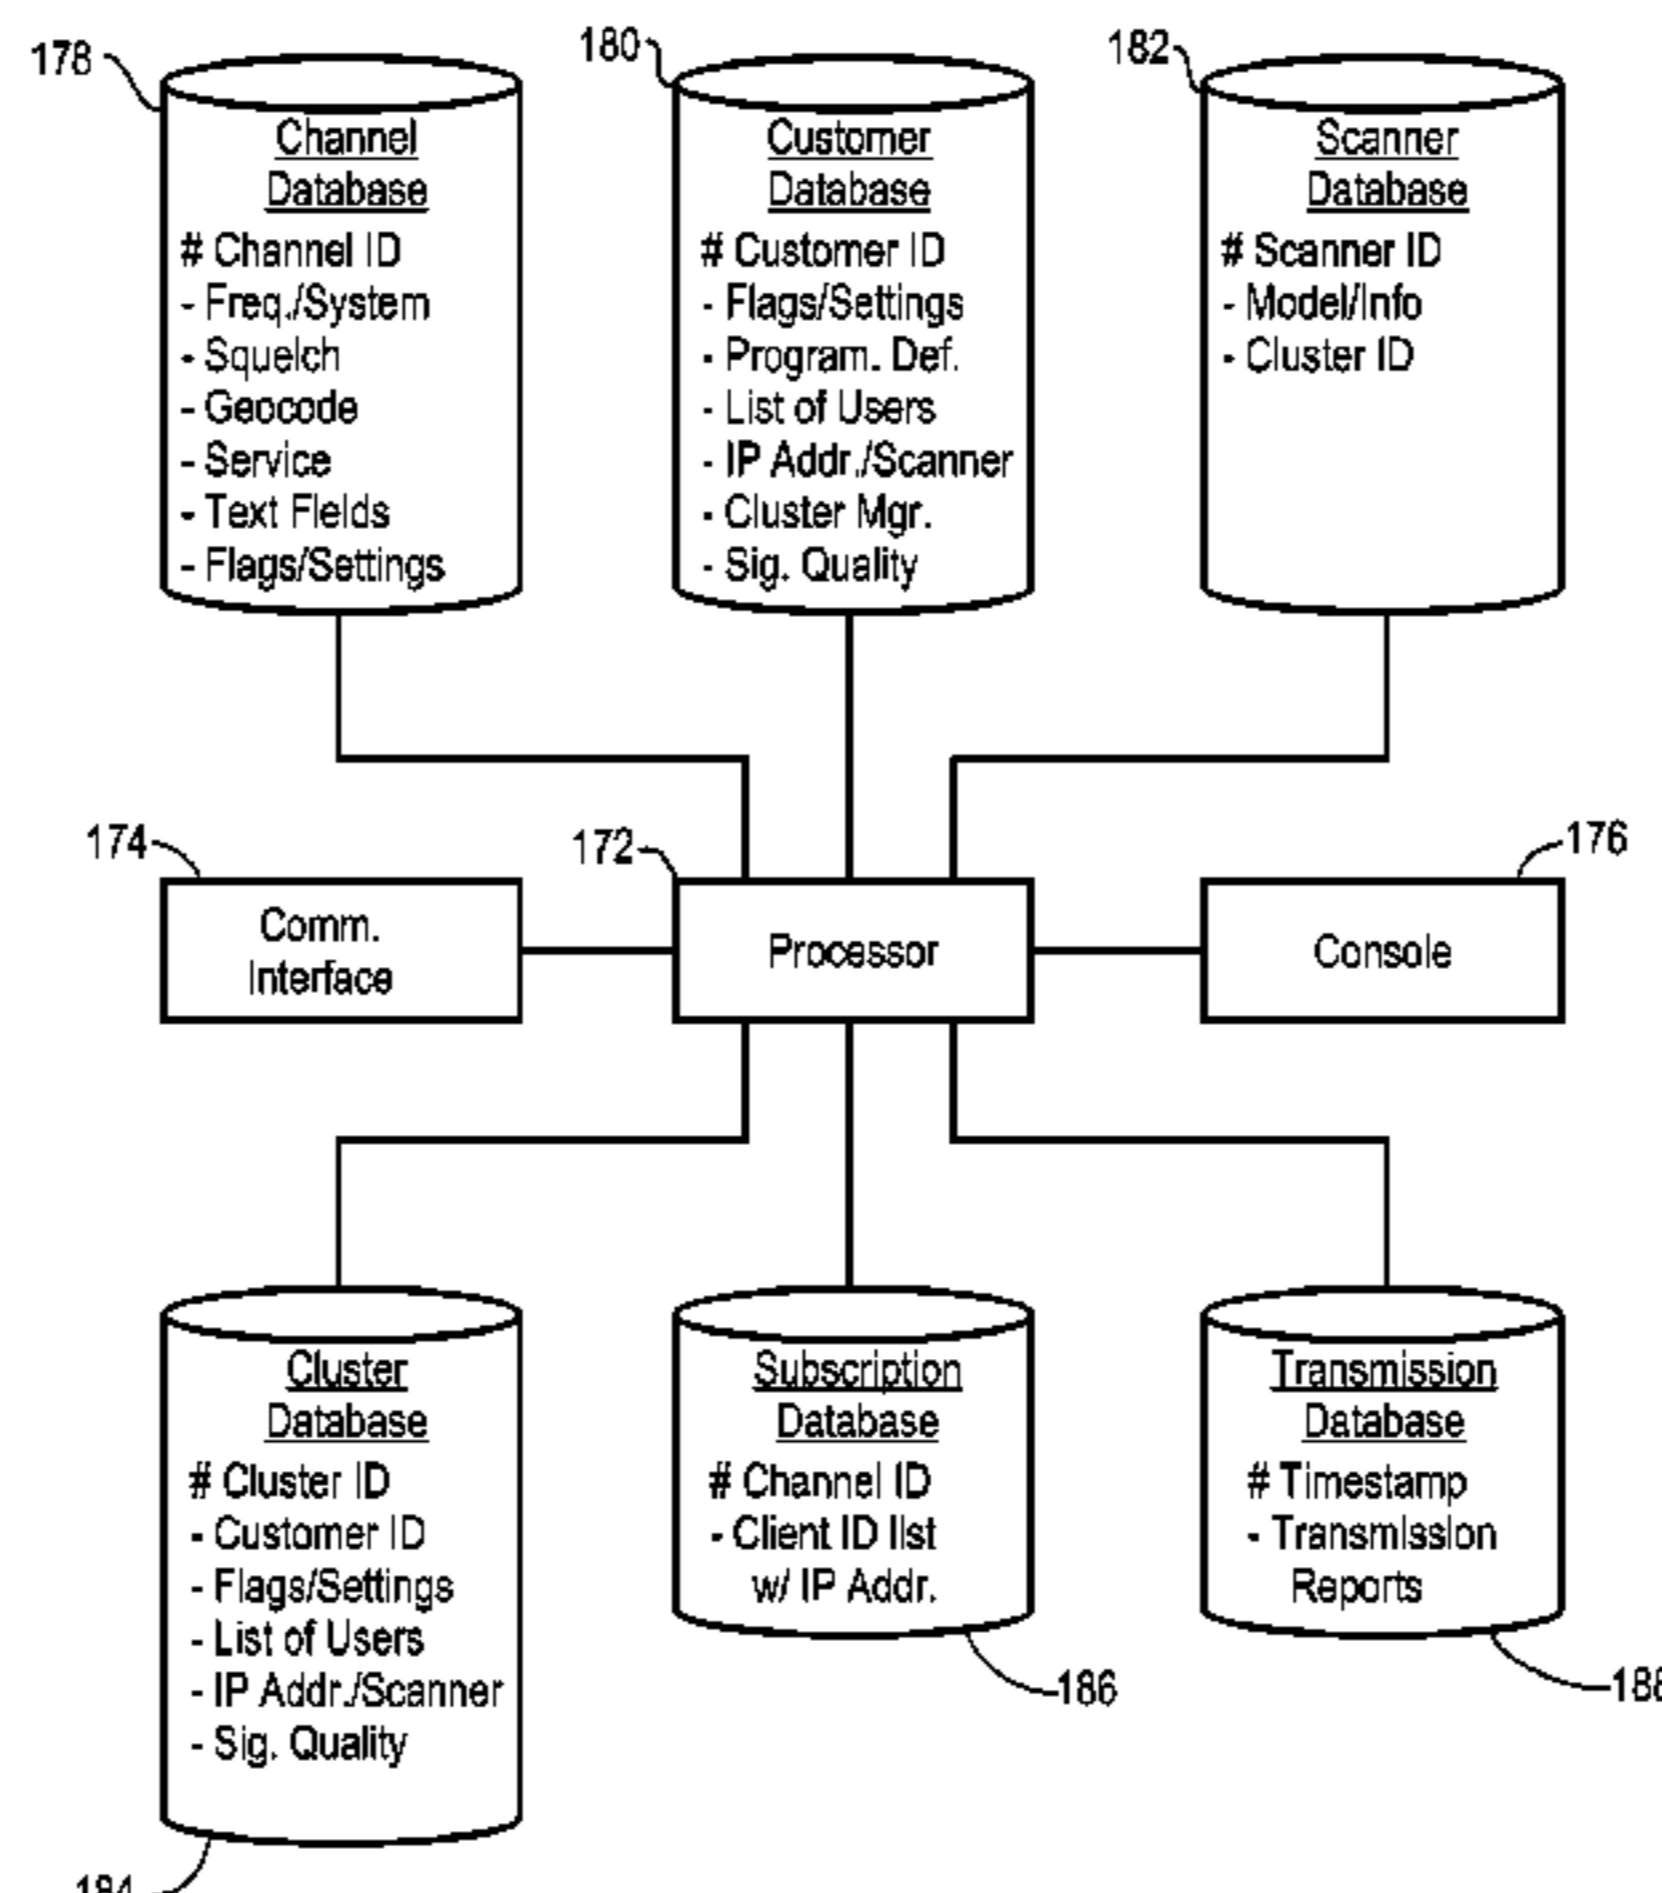 178
Channel
Database
# Channel ID
- Freq./System
- Squelch
- Geocode
- Service
- Text Fields
- Flags/Settings
180
Customer
Database
# Customer ID
- Flags/Settings
- Program. Def.
- List of Users
- IP Addr./Scanner
- Cluster Mgr.
- Sig. Quality
182
Scanner
Database
# Scanner ID
- Model/Info
- Cluster ID
174
Comm.
Interface
172
Processor
176
Console
Cluster
Database
# Cluster ID
- Customer ID
- Flags/Settings
- List of Users
- IP Addr./Scanner
- Sig. Quality
184
Subscription
Database
# Channel ID
- Client ID list
w/ IP Addr.
186
Transmission
Database
# Timestamp
- Transmission
Reports
188